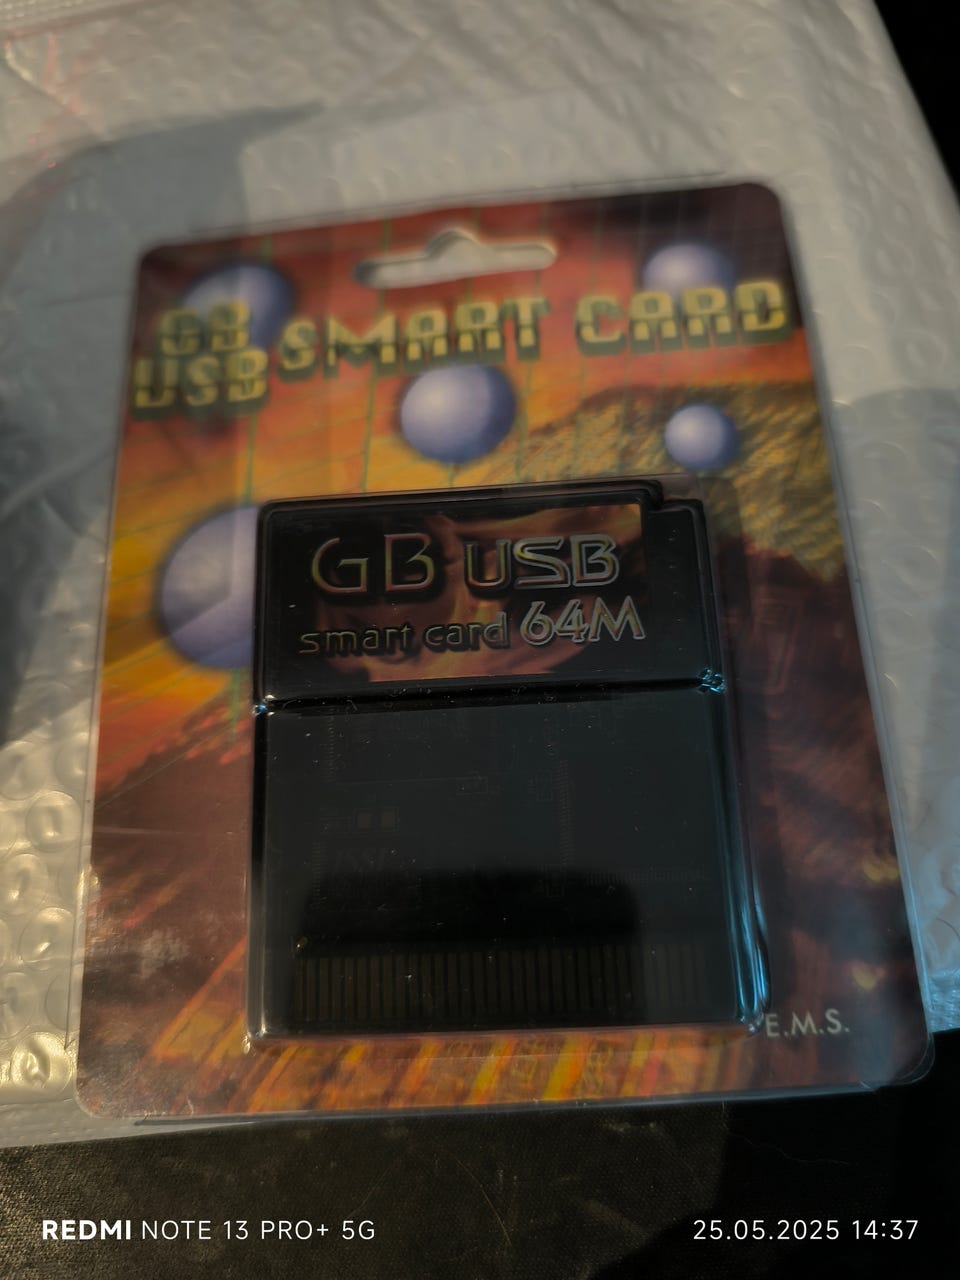 GB
USB SMART CARD
GB USB
smart card 64M
ISSI
E.M.S.
REDMI NOTE 13 PRO+ 5G
25.05.2025 14:37